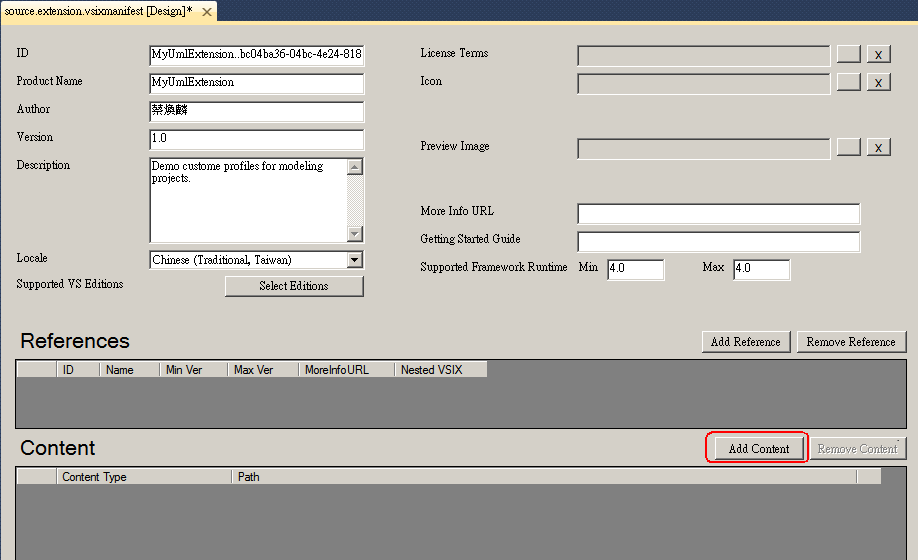 source.extension.vsixmanifest [Design]* ×
ID MyUmlExtension..bc04ba36-04bc-4e24-818
Product Name MyUmlExtension
Author 蔡煥麟
Version 1.0
Description Demo custome profiles for modeling
projects.
Locale Chinese (Traditional, Taiwan)
Supported VS Editions Select Editions
License Terms x
Icon x
Preview Image x
More Info URL
Getting Started Guide
Supported Framework Runtime Min 4.0 Max 4.0
References Add Reference Remove Reference
ID Name Min Ver Max Ver MoreInfoURL Nested VSIX
Content Add Content Remove Content
Content Type Path